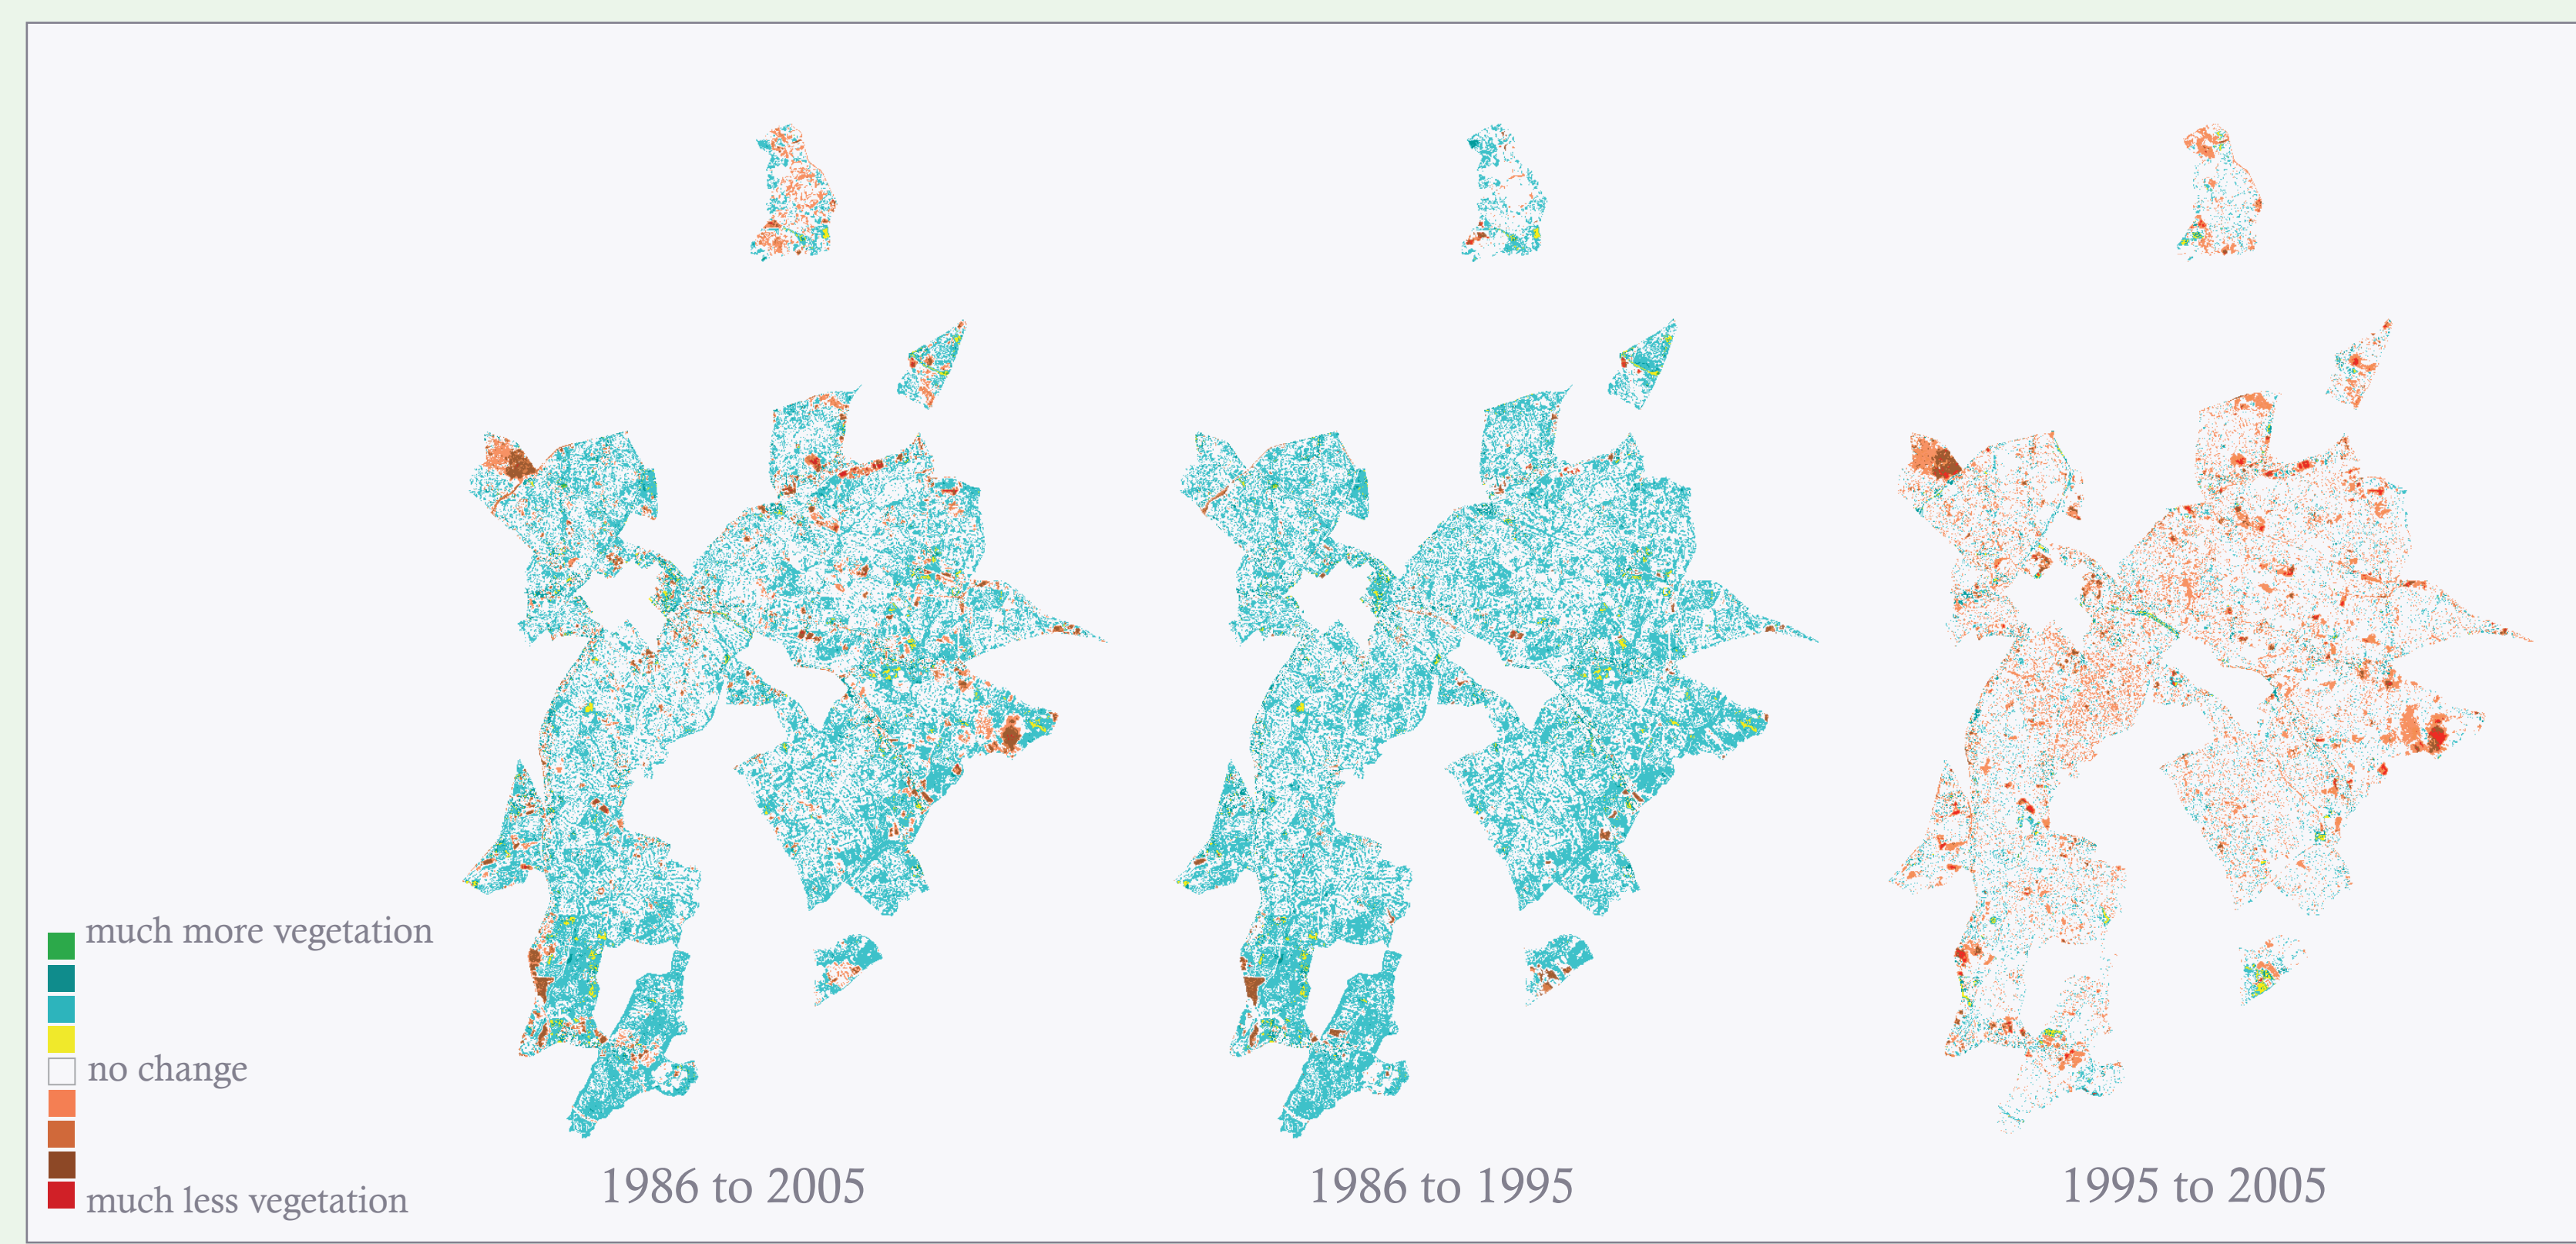 much more vegetation
no change
much less vegetation
1986 to 2005
1986 to 1995
1995 to 2005